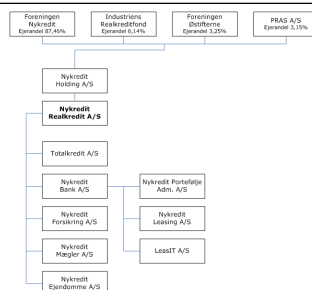 Foreningen
Nykredit
Ejerandel 87,46%
Industriens
Realkreditfond
Ejerandel 6,14%
Foreningen
Østifterne
Ejerandel 3,25%
PRAS A/S
Ejerandel 3,15%
Nykredit
Holding A/S
Nykredit
Realkredit A/S
Totalkredit A/S
Nykredit
Bank A/S
Nykredit Portefølje
Adm. A/S
Nykredit
Forsikring A/S
Nykredit
Leasing A/S
Nykredit
Mægler A/S
LeasIT A/S
Nykredit
Ejendomme A/S